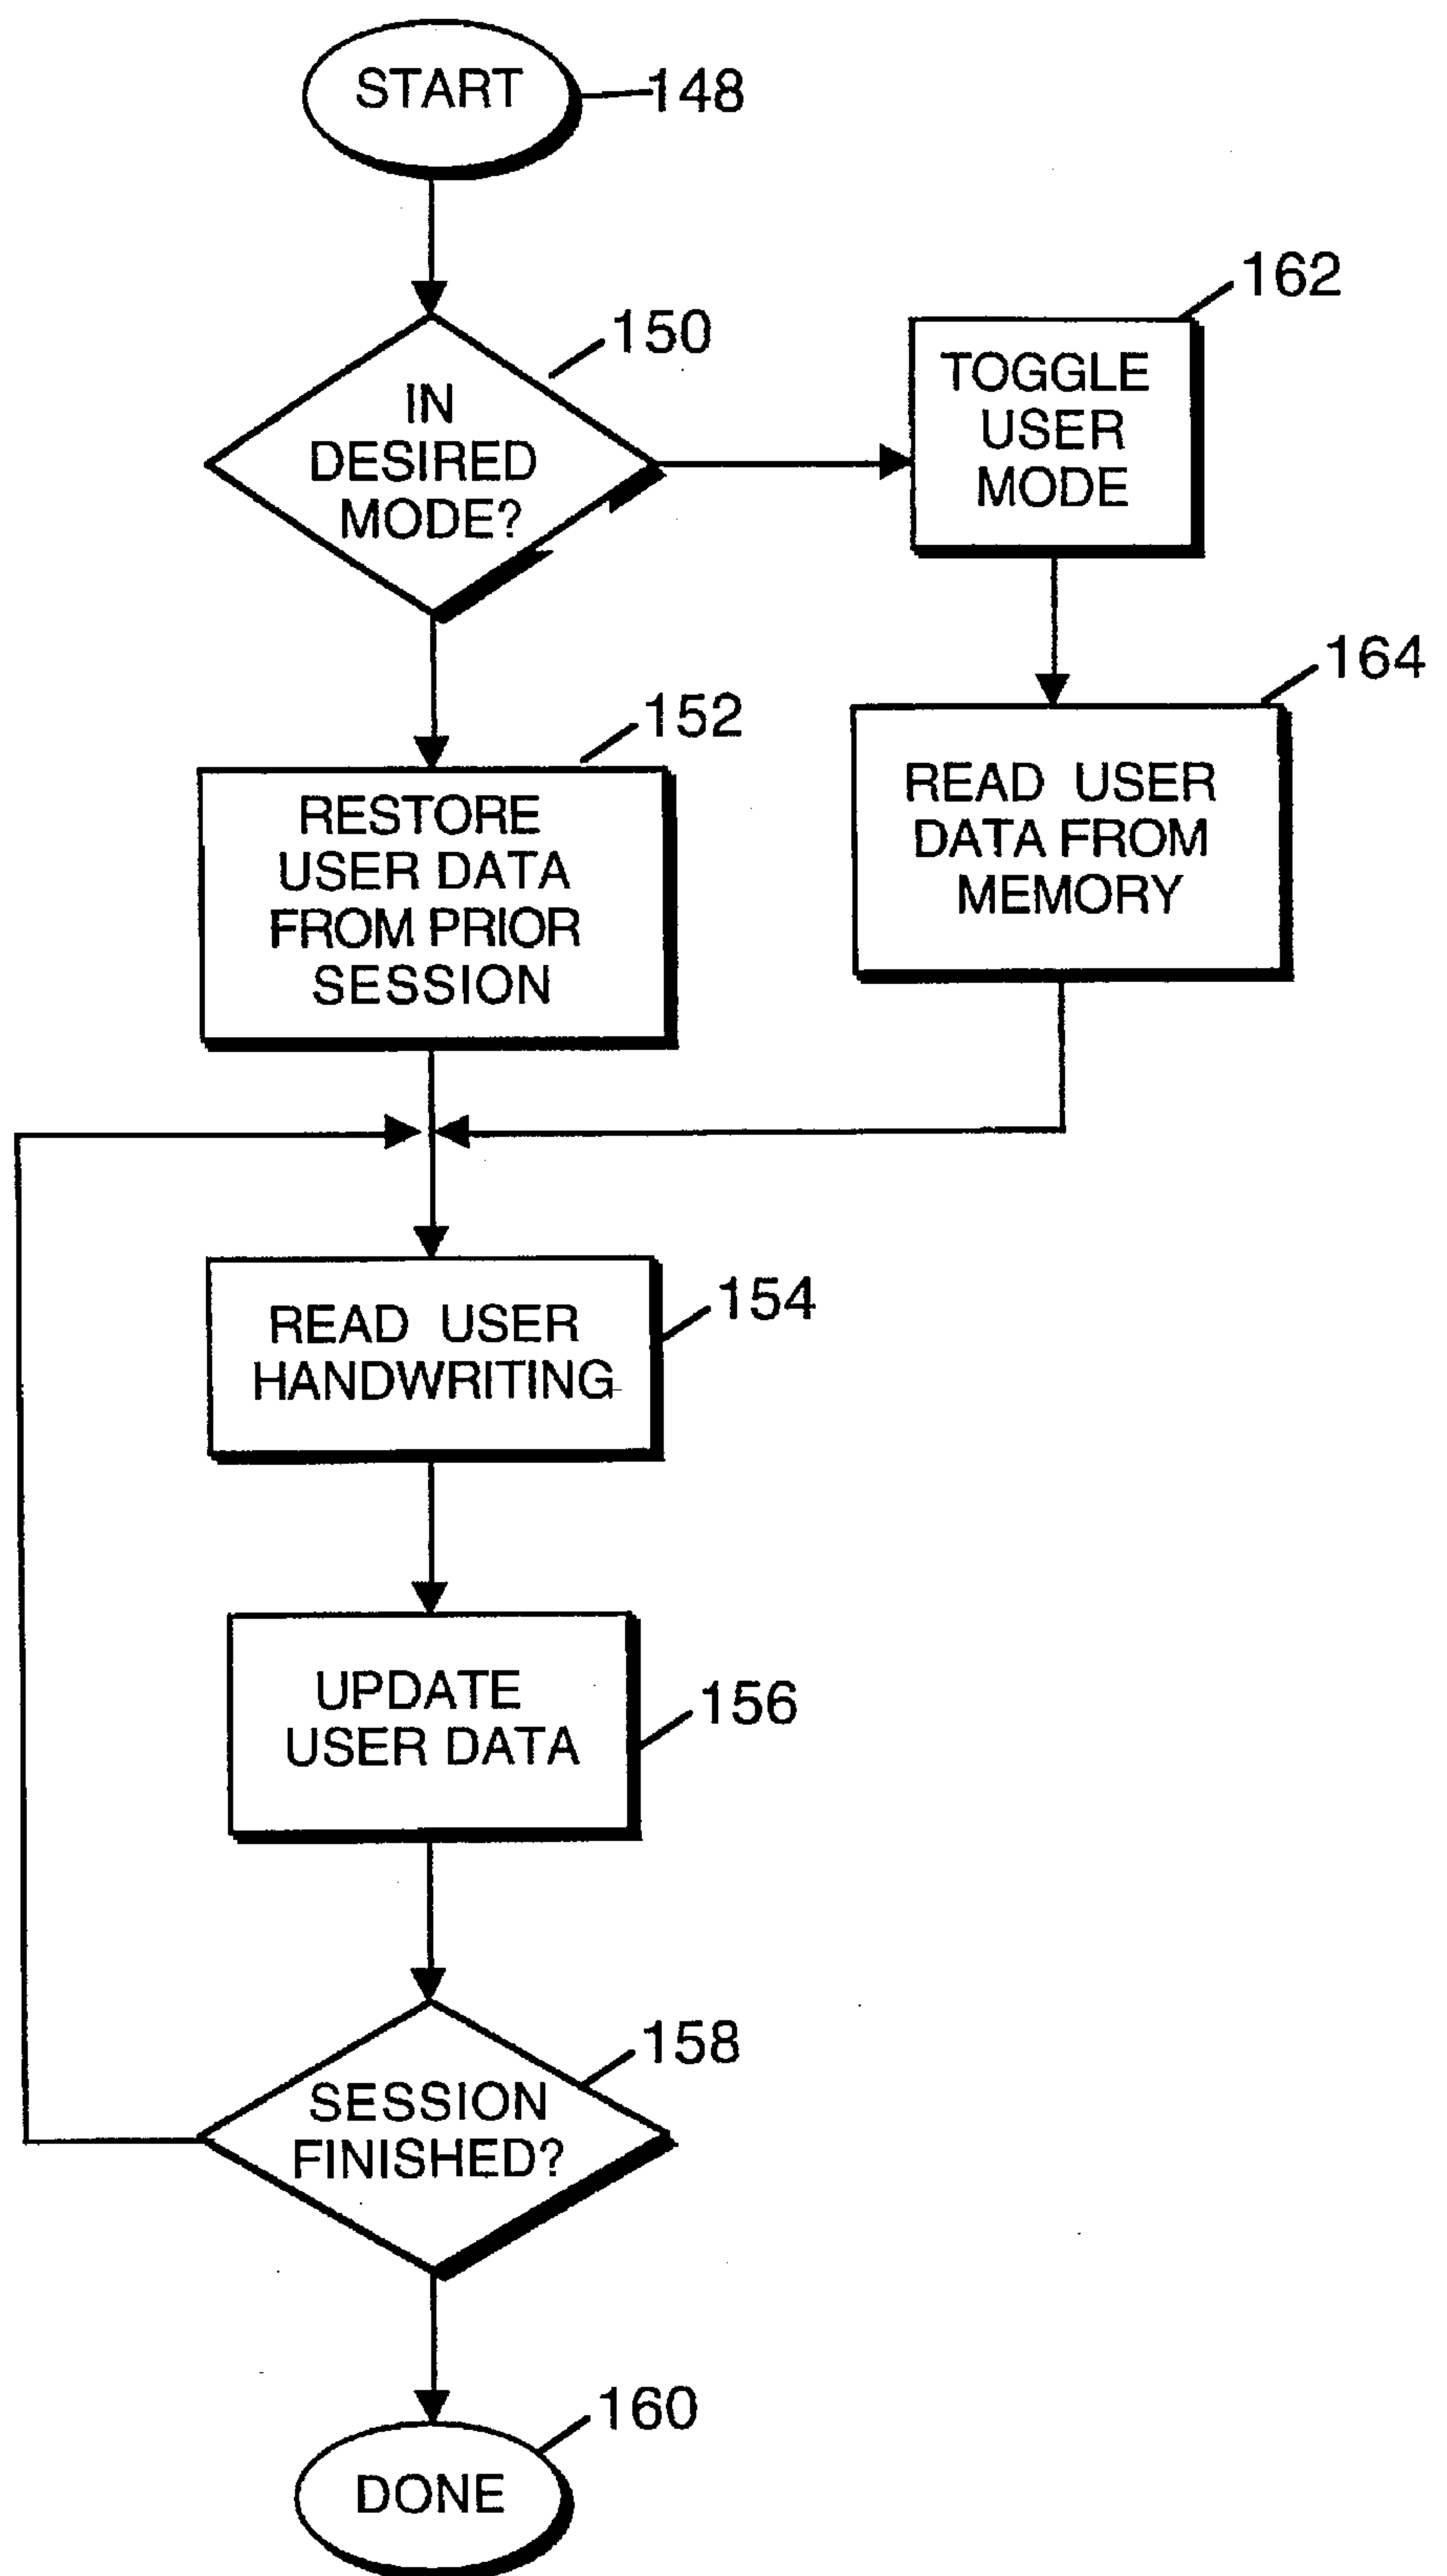 START
148
150
IN
DESIRED
MODE?
162
TOGGLE
USER
MODE
152
RESTORE
USER DATA
FROM PRIOR
SESSION
164
READ USER
DATA FROM
MEMORY
154
READ USER
HANDWRITING
156
UPDATE
USER DATA
158
SESSION
FINISHED?
160
DONE